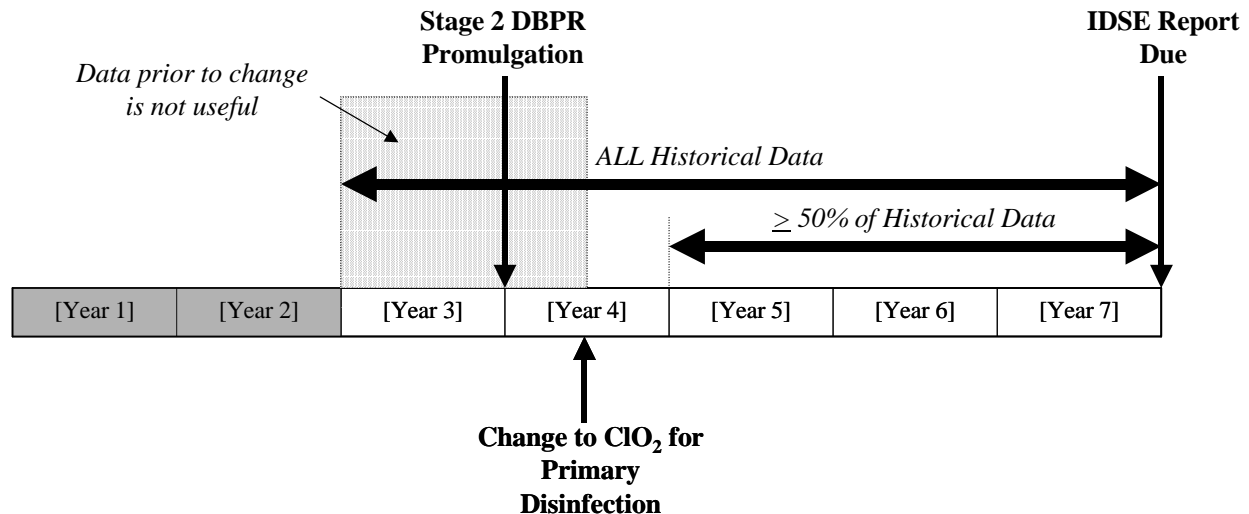 Stage 2 DBPR
Promulgation
IDSE Report
Due
Data prior to change
is not useful
ALL Historical Data
≥ 50% of Historical Data
[Year 1] [Year 2] [Year 3] [Year 4] [Year 5] [Year 6] [Year 7]
Change to ClO₂ for
Primary
Disinfection